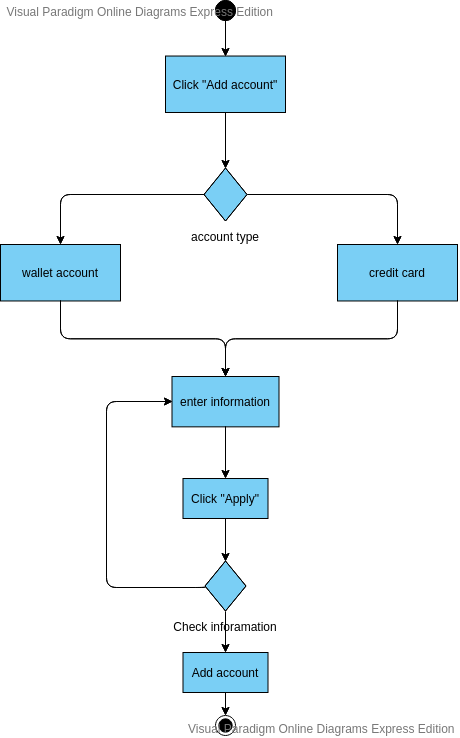 Visual Paradigm Online Diagrams Express Edition
Click "Add account"
account type
wallet account
credit card
enter information
Click "Apply"
Check inforamation
Add account
Visual Paradigm Online Diagrams Express Edition